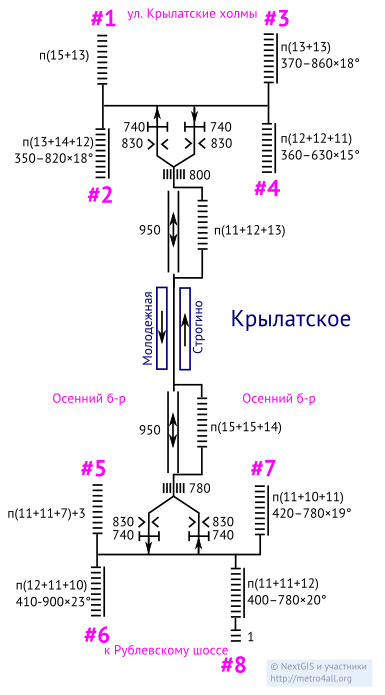 ул. Крылатские холмы
#1
#3
п(15+13)
п(13+13)
370–860×18°
740
740
830
830
п(13+14+12)
350–820×18°
п(12+12+11)
360–630×15°
#2
#4
800
950
п(11+12+13)
Молодежная
Строгино
Крылатское
Осенний б-р
Осенний б-р
950
п(15+15+14)
#5
#7
780
п(11+11+7)+3
п(11+10+11)
420–780×19°
830
830
740
740
п(12+11+10)
410-900×23°
п(11+11+12)
400–780×20°
#6
к Рублевскому шоссе
1
#8
© NextGIS и участники
http://metro4all.org